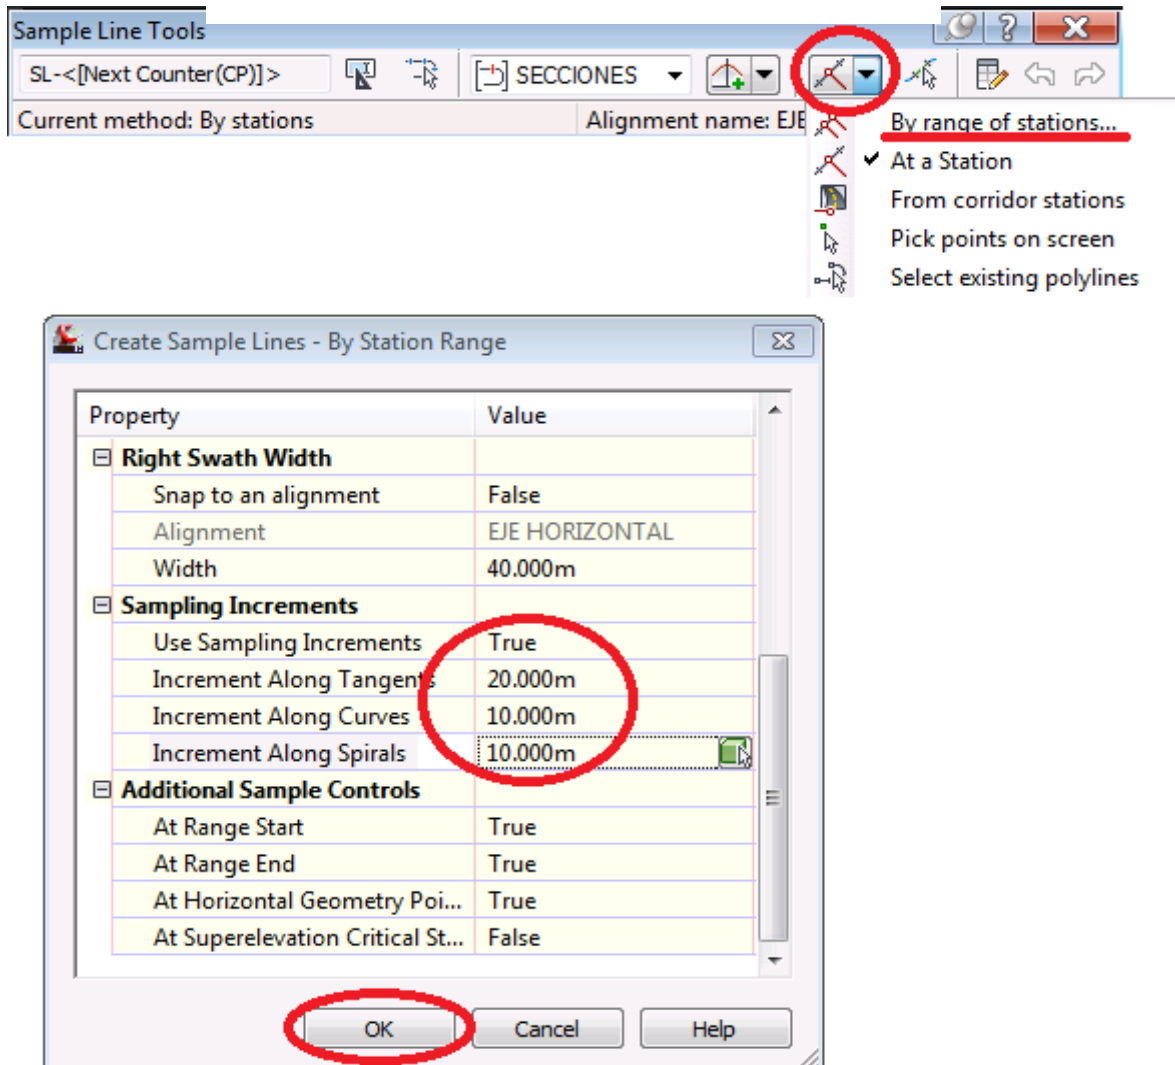 Sample Line Tools
SL-<[Next Counter(CP)]>
SECCIONES
Current method: By stations
Alignment name: EJE
By range of stations...
At a Station
From corridor stations
Pick points on screen
Select existing polylines
Create Sample Lines - By Station Range
Property Value
Right Swath Width
Snap to an alignment False
Alignment EJE HORIZONTAL
Width 40.000m
Sampling Increments
Use Sampling Increments True
Increment Along Tangents 20.000m
Increment Along Curves 10.000m
Increment Along Spirals 10.000m
Additional Sample Controls
At Range Start True
At Range End True
At Horizontal Geometry Poi... True
At Superelevation Critical St... False
OK Cancel Help